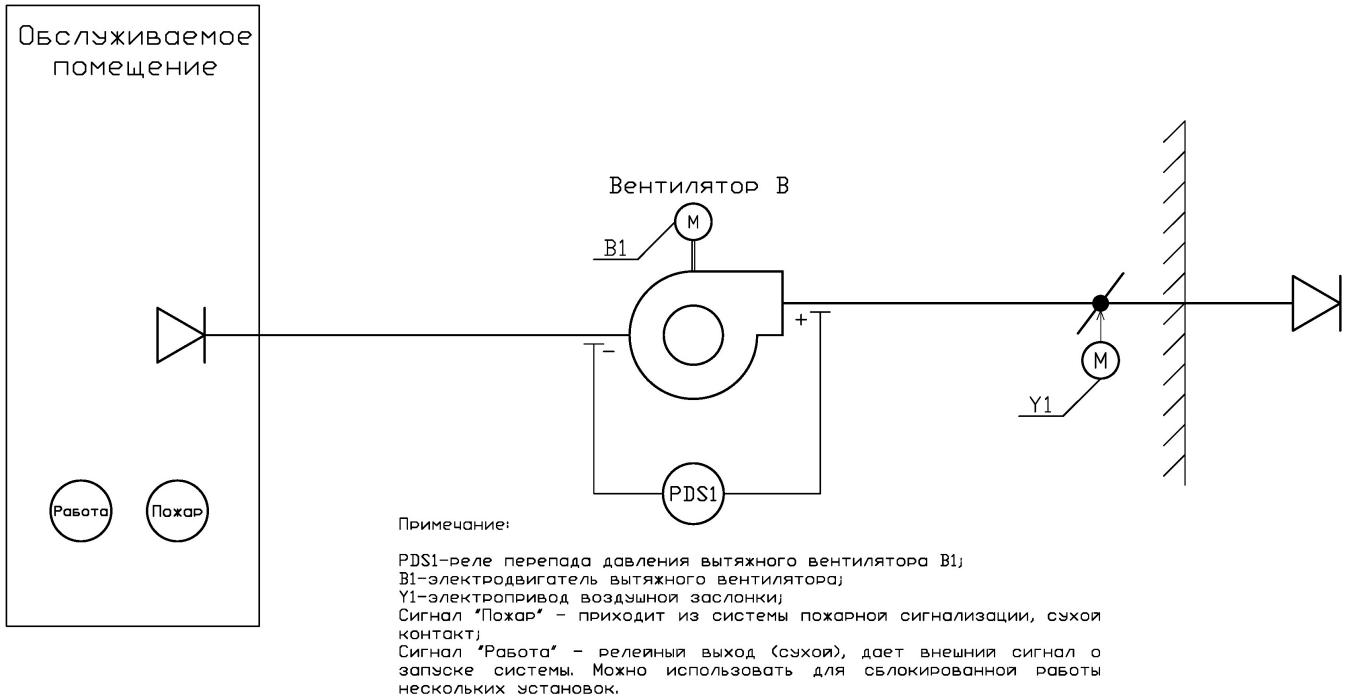 Обслуживаемое
помещение
Вентилятор В
М
В1
+
-
М
Y1
PDS1
Работа
Пожар
Примечание:
PDS1-реле перепада давления вытяжного вентилятора В1;
В1-электродвигатель вытяжного вентилятора;
Y1-электропривод воздушной заслонки;
Сигнал "Пожар" - приходит из системы пожарной сигнализации, сухой
контакт;
Сигнал "Работа" - релейный выход (сухой), дает внешний сигнал о
запуске системы. Можно использовать для сблокированной работы
нескольких установок.